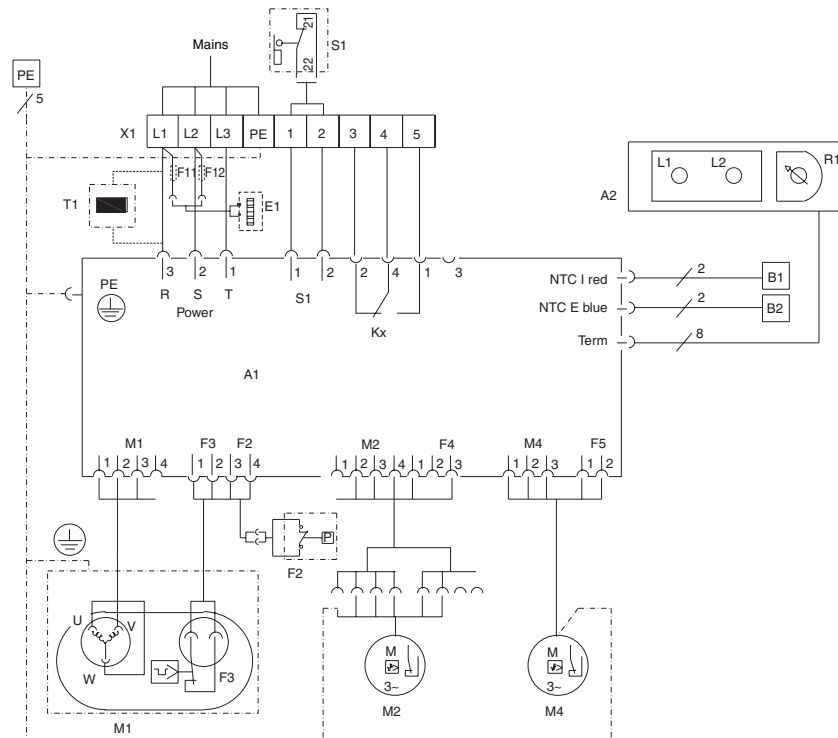 Mains
21
22
S1
PE
5
X1 L1 L2 L3 PE 1 2 3 4 5
F11 F12
T1
E1
L1 L2
R1
A2
3 2 1 1 2 2 4 1 3
PE R S T S1
Power
Kx
NTC I red 2 B1
NTC E blue 2 B2
Term 8
A1
M1 F3 F2 M2 F4 M4 F5
1 2 3 4 1 2 3 4 1 2 3 4 1 2 3 1 2 3 1 2
P
F2
U V
W
F3
M1
M
3~
M2
M
3~
M4